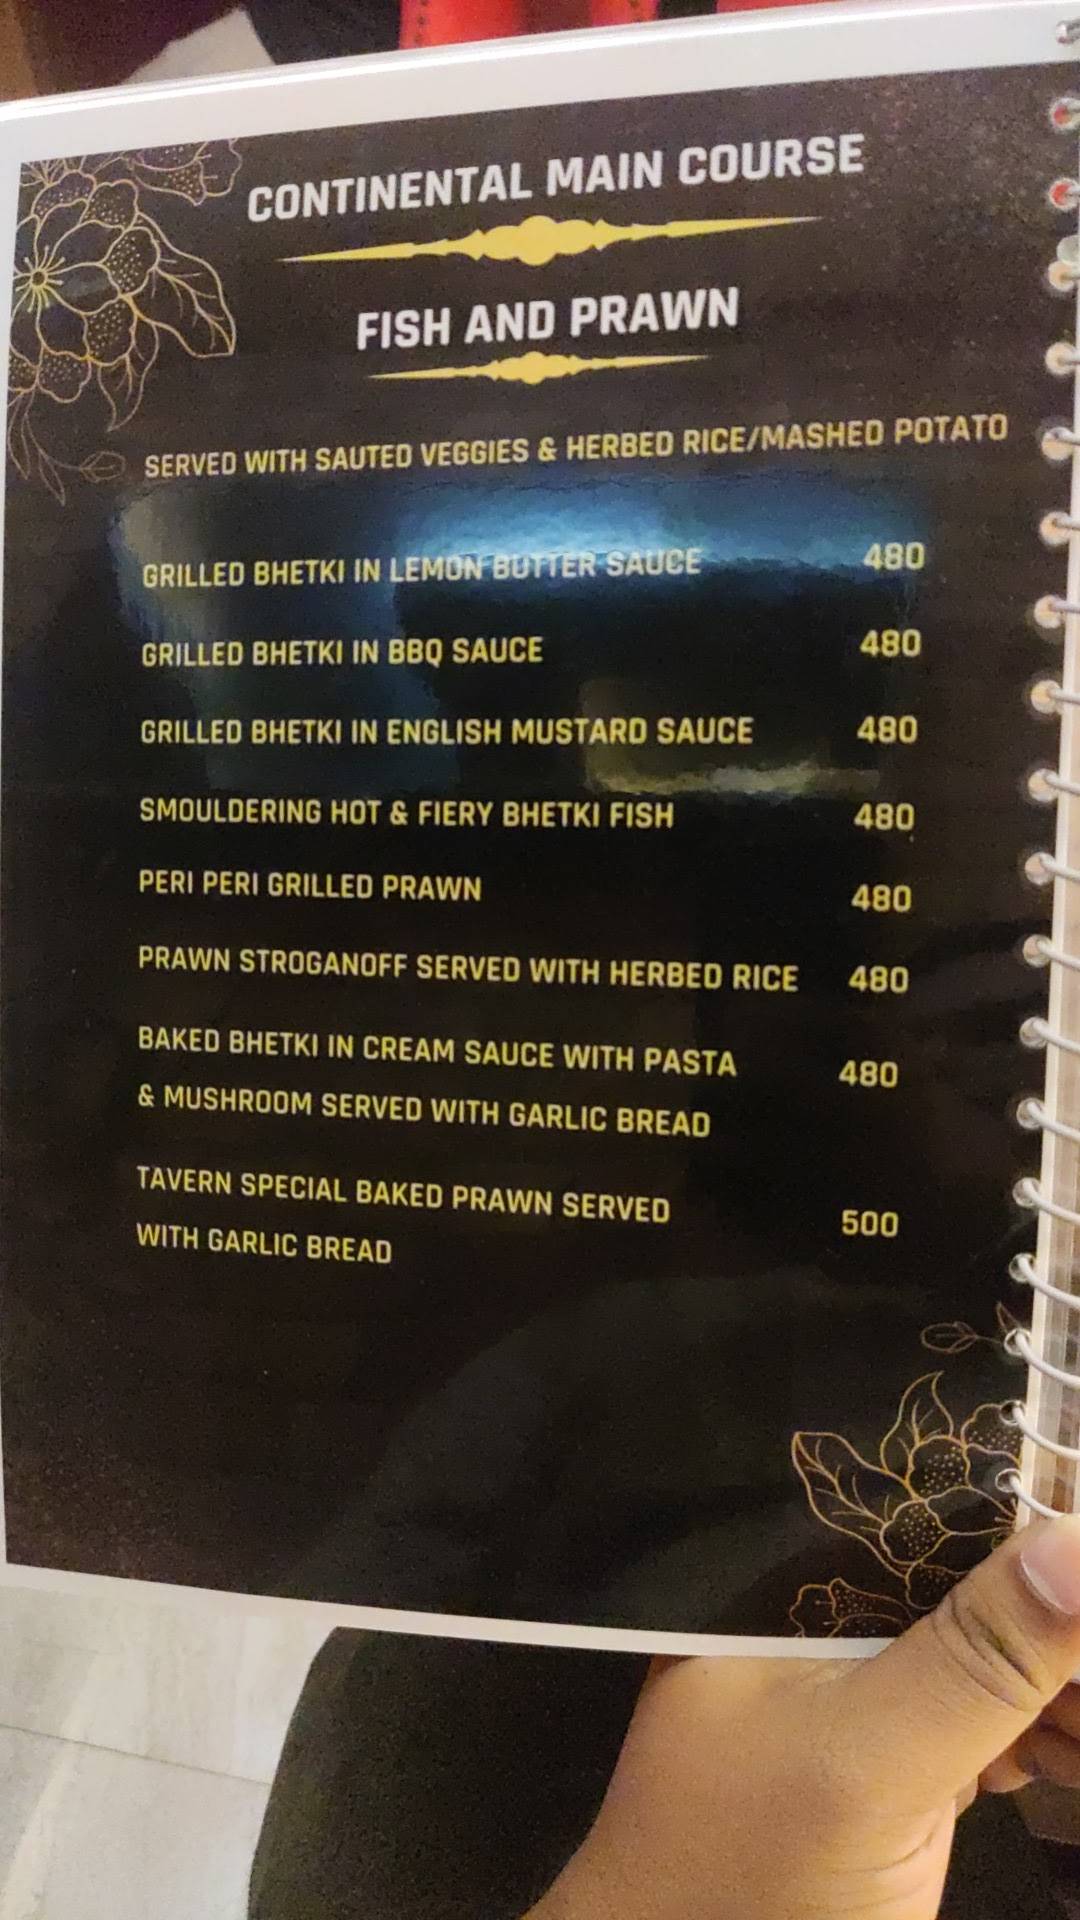 CONTINENTAL MAIN COURSE
FISH AND PRAWN
SERVED WITH SAUTED VEGGIES & HERBED RICE/MASHED POTATO
GRILLED BHETKI IN LEMON BUTTER SAUCE 480
GRILLED BHETKI IN BBQ SAUCE 480
GRILLED BHETKI IN ENGLISH MUSTARD SAUCE 480
SMOULDERING HOT & FIERY BHETKI FISH 480
PERI PERI GRILLED PRAWN 480
PRAWN STROGANOFF SERVED WITH HERBED RICE 480
BAKED BHETKI IN CREAM SAUCE WITH PASTA 480
& MUSHROOM SERVED WITH GARLIC BREAD
TAVERN SPECIAL BAKED PRAWN SERVED 500
WITH GARLIC BREAD